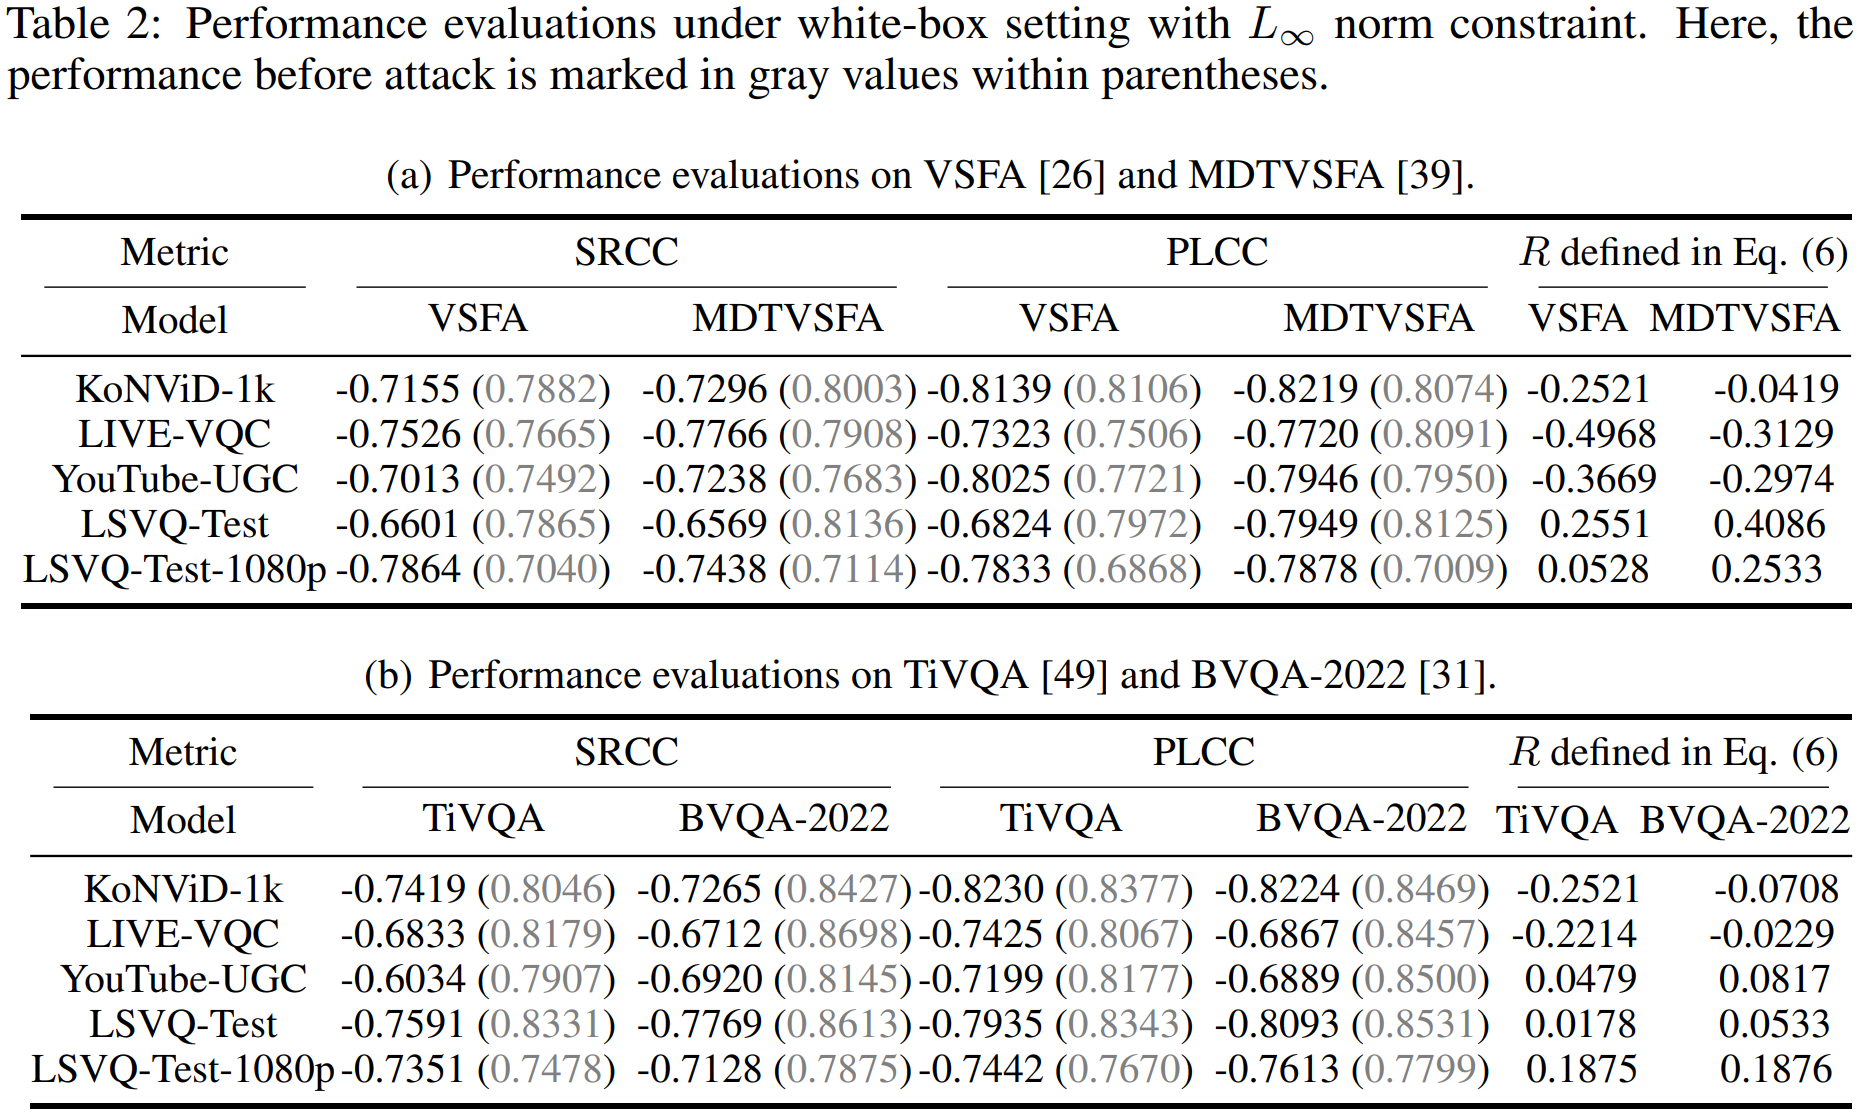 Table 2: Performance evaluations under white-box setting with L∞ norm constraint. Here, the
performance before attack is marked in gray values within parentheses.
(a) Performance evaluations on VSFA [26] and MDTVSFA [39].
Metric SRCC PLCC R defined in Eq. (6)
Model VSFA MDTVSFA VSFA MDTVSFA VSFA MDTVSFA
KoNViD-1k -0.7155 (0.7882) -0.7296 (0.8003) -0.8139 (0.8106) -0.8219 (0.8074) -0.2521 -0.0419
LIVE-VQC -0.7526 (0.7665) -0.7766 (0.7908) -0.7323 (0.7506) -0.7720 (0.8091) -0.4968 -0.3129
YouTube-UGC -0.7013 (0.7492) -0.7238 (0.7683) -0.8025 (0.7721) -0.7946 (0.7950) -0.3669 -0.2974
LSVQ-Test -0.6601 (0.7865) -0.6569 (0.8136) -0.6824 (0.7972) -0.7949 (0.8125) 0.2551 0.4086
LSVQ-Test-1080p -0.7864 (0.7040) -0.7438 (0.7114) -0.7833 (0.6868) -0.7878 (0.7009) 0.0528 0.2533
(b) Performance evaluations on TiVQA [49] and BVQA-2022 [31].
Metric SRCC PLCC R defined in Eq. (6)
Model TiVQA BVQA-2022 TiVQA BVQA-2022 TiVQA BVQA-2022
KoNViD-1k -0.7419 (0.8046) -0.7265 (0.8427) -0.8230 (0.8377) -0.8224 (0.8469) -0.2521 -0.0708
LIVE-VQC -0.6833 (0.8179) -0.6712 (0.8698) -0.7425 (0.8067) -0.6867 (0.8457) -0.2214 -0.0229
YouTube-UGC -0.6034 (0.7907) -0.6920 (0.8145) -0.7199 (0.8177) -0.6889 (0.8500) 0.0479 0.0817
LSVQ-Test -0.7591 (0.8331) -0.7769 (0.8613) -0.7935 (0.8343) -0.8093 (0.8531) 0.0178 0.0533
LSVQ-Test-1080p -0.7351 (0.7478) -0.7128 (0.7875) -0.7442 (0.7670) -0.7613 (0.7799) 0.1875 0.1876